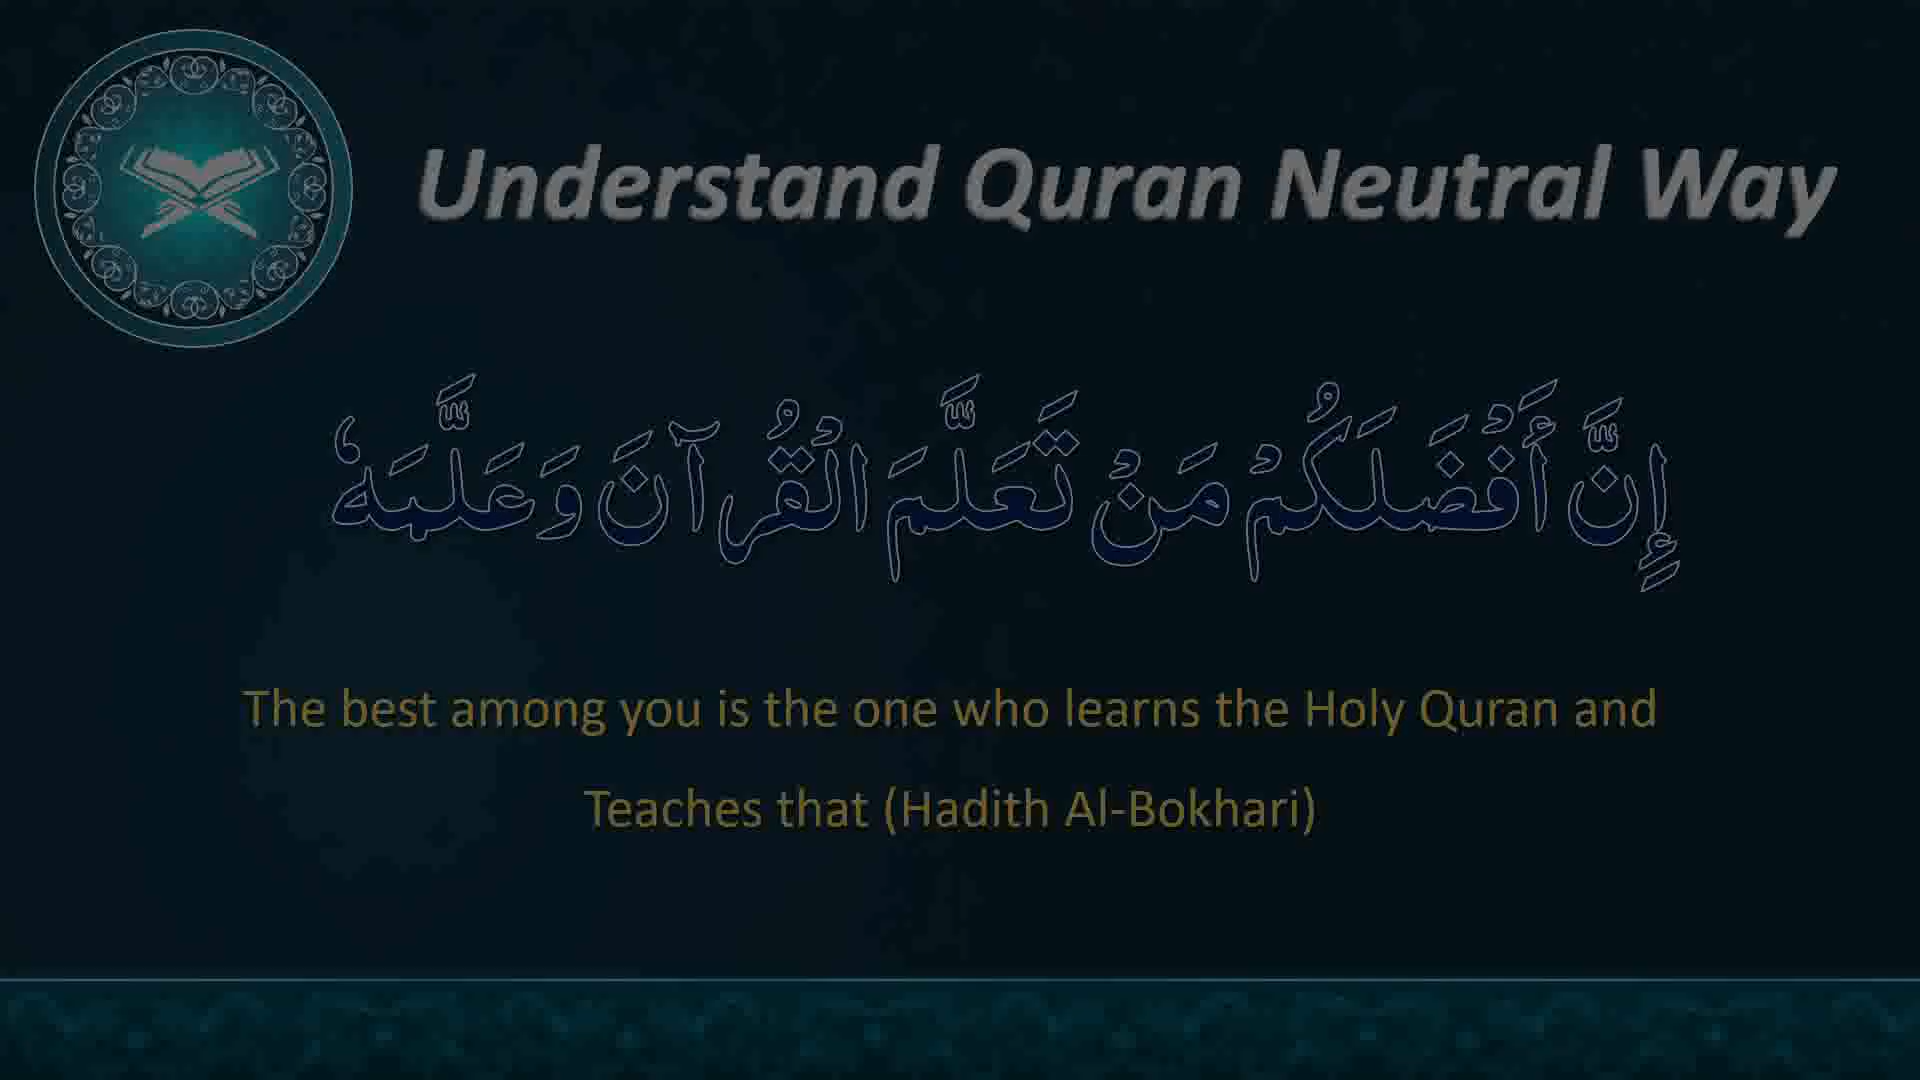 Understand Quran Neutral Way
إِنَّ أَفْضَلَكُمْ مَنْ تَعَلَّمَ الْقُرْآنَ وَعَلَّمَهٗ
The best among you is the one who learns the Holy Quran and
Teaches that (Hadith Al-Bokhari)